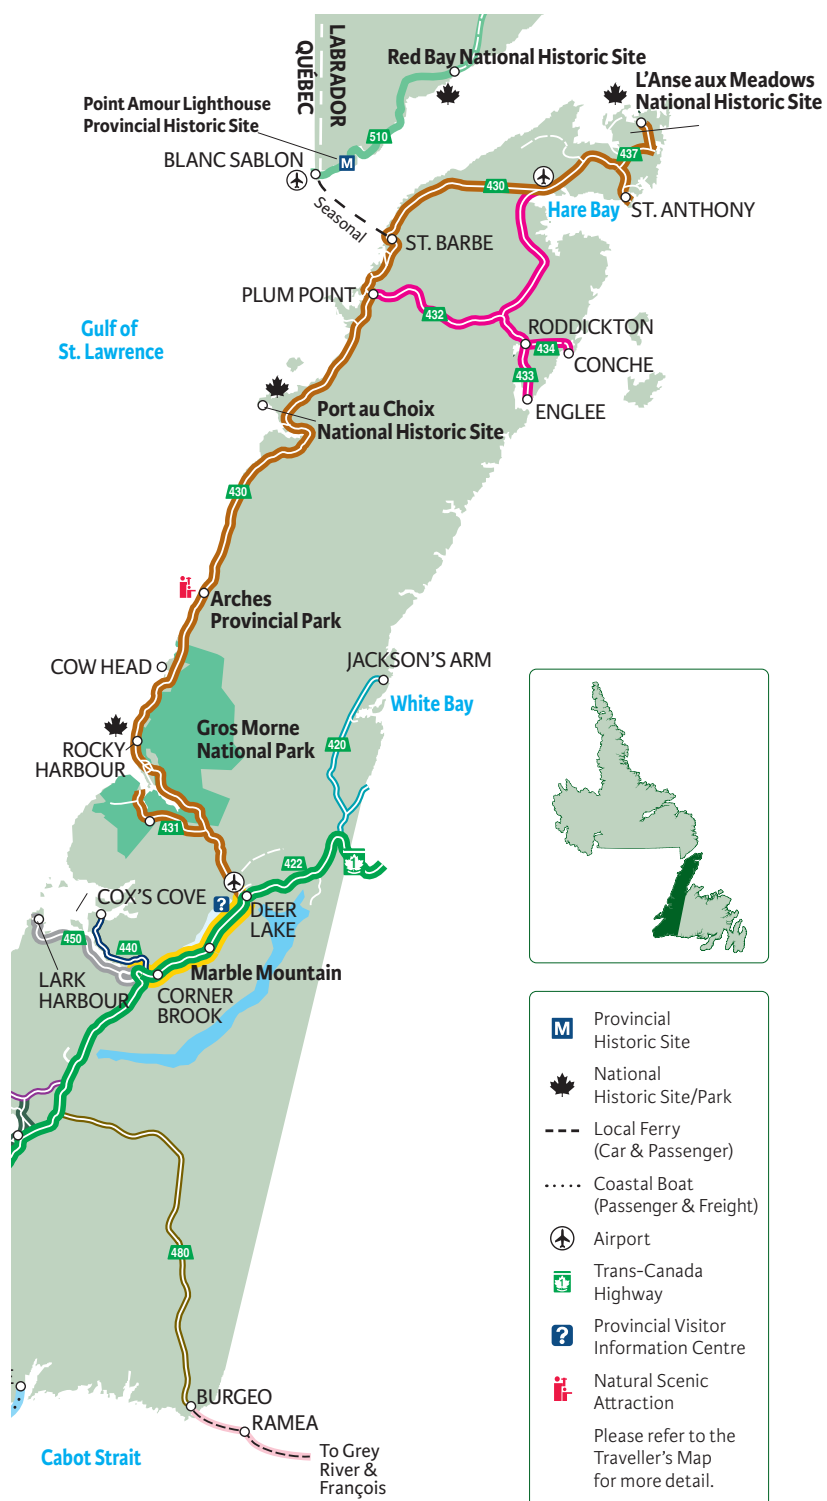 LABRADOR
QUÉBEC
Red Bay National Historic Site
L'Anse aux Meadows
National Historic Site
Point Amour Lighthouse
Provincial Historic Site
510
437
BLANC SABLON
M
430
Seasonal
Hare Bay
ST. ANTHONY
ST. BARBE
PLUM POINT
432
Gulf of
St. Lawrence
RODDICKTON
434
CONCHE
433
Port au Choix
National Historic Site
ENGLEE
430
Arches
Provincial Park
COW HEAD
JACKSON'S ARM
White Bay
Gros Morne
National Park
420
ROCKY
HARBOUR
431
422
1
COX'S COVE
?
DEER
LAKE
450
440
Marble Mountain
LARK
HARBOUR
CORNER
BROOK
480
E
BURGEO
RAMEA
Cabot Strait
To Grey
River &
François
M
Provincial
Historic Site
National
Historic Site/Park
Local Ferry
(Car & Passenger)
Coastal Boat
(Passenger & Freight)
Airport
1
Trans-Canada
Highway
?
Provincial Visitor
Information Centre
Natural Scenic
Attraction
Please refer to the
Traveller's Map
for more detail.